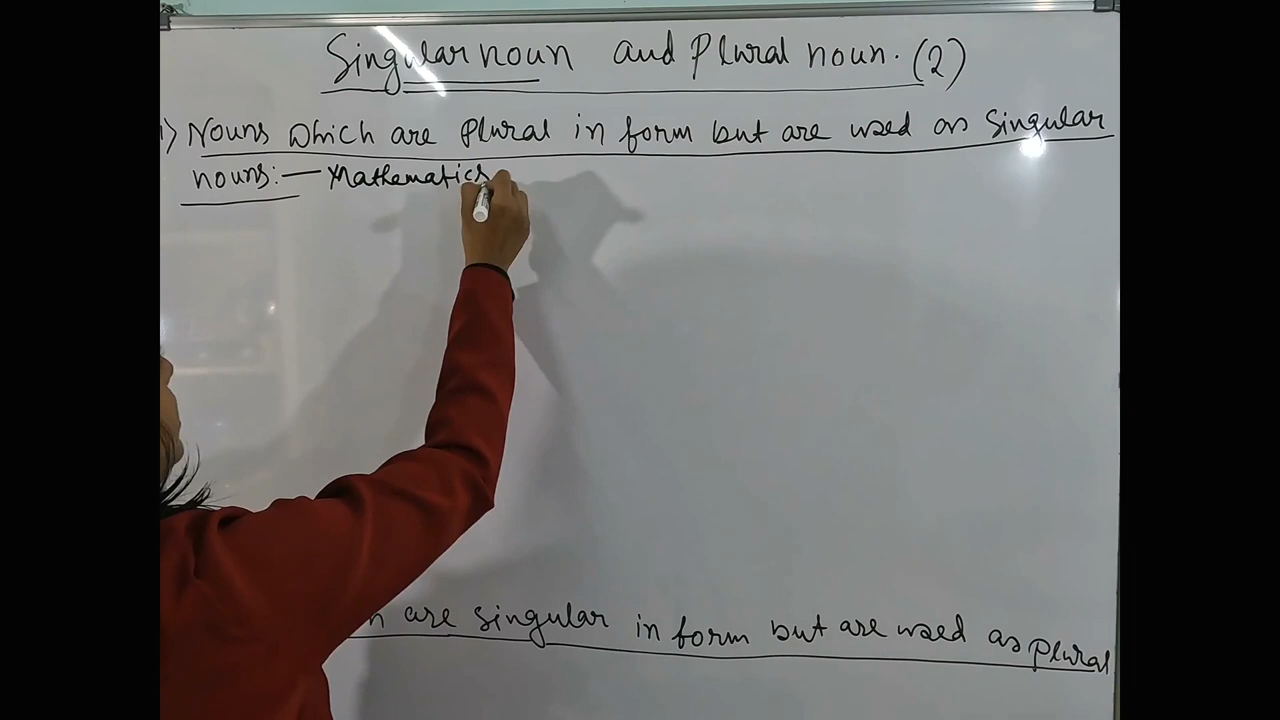 Singular noun and Plural noun. (2)
1) Nouns which are plural in form but are used as singular
nouns:— Mathematics
are singular in form but are used as plural